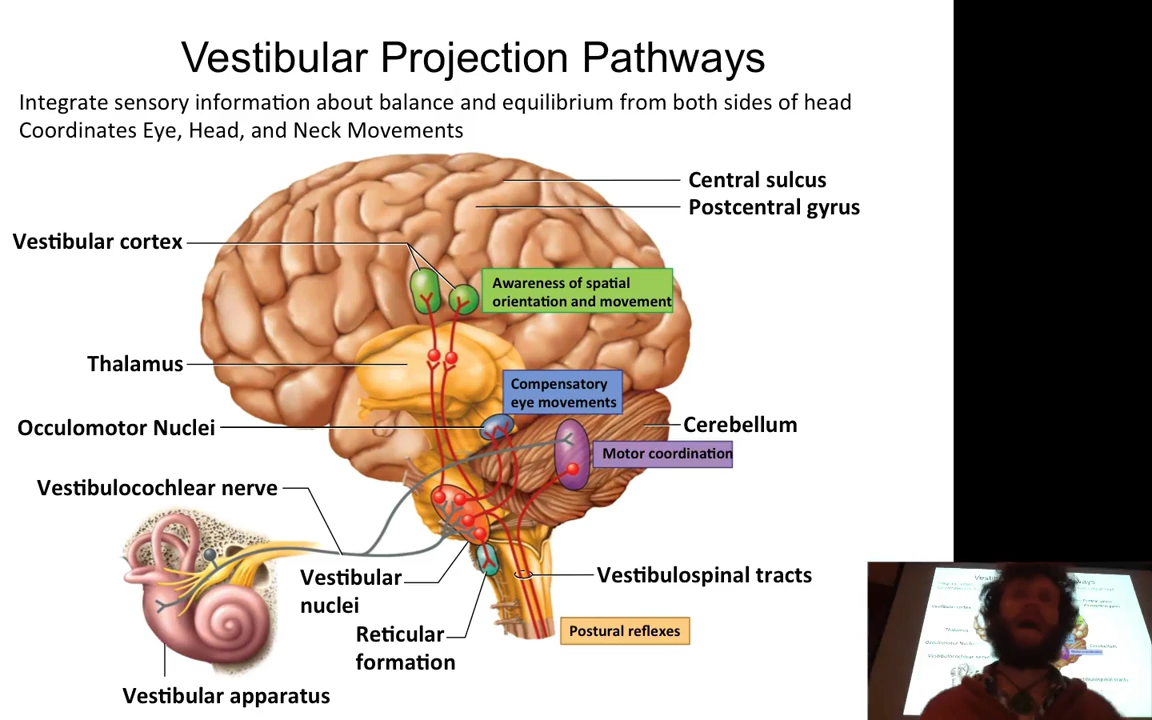 Vestibular Projection Pathways
Integrate sensory information about balance and equilibrium from both sides of head
Coordinates Eye, Head, and Neck Movements
Central sulcus
Postcentral gyrus
Vestibular cortex
Awareness of spatial
orientation and movement
Thalamus
Compensatory
eye movements
Occulomotor Nuclei
Cerebellum
Motor coordination
Vestibulocochlear nerve
Vestibular
nuclei
Vestibulospinal tracts
Reticular
formation
Postural reflexes
Vestibular apparatus